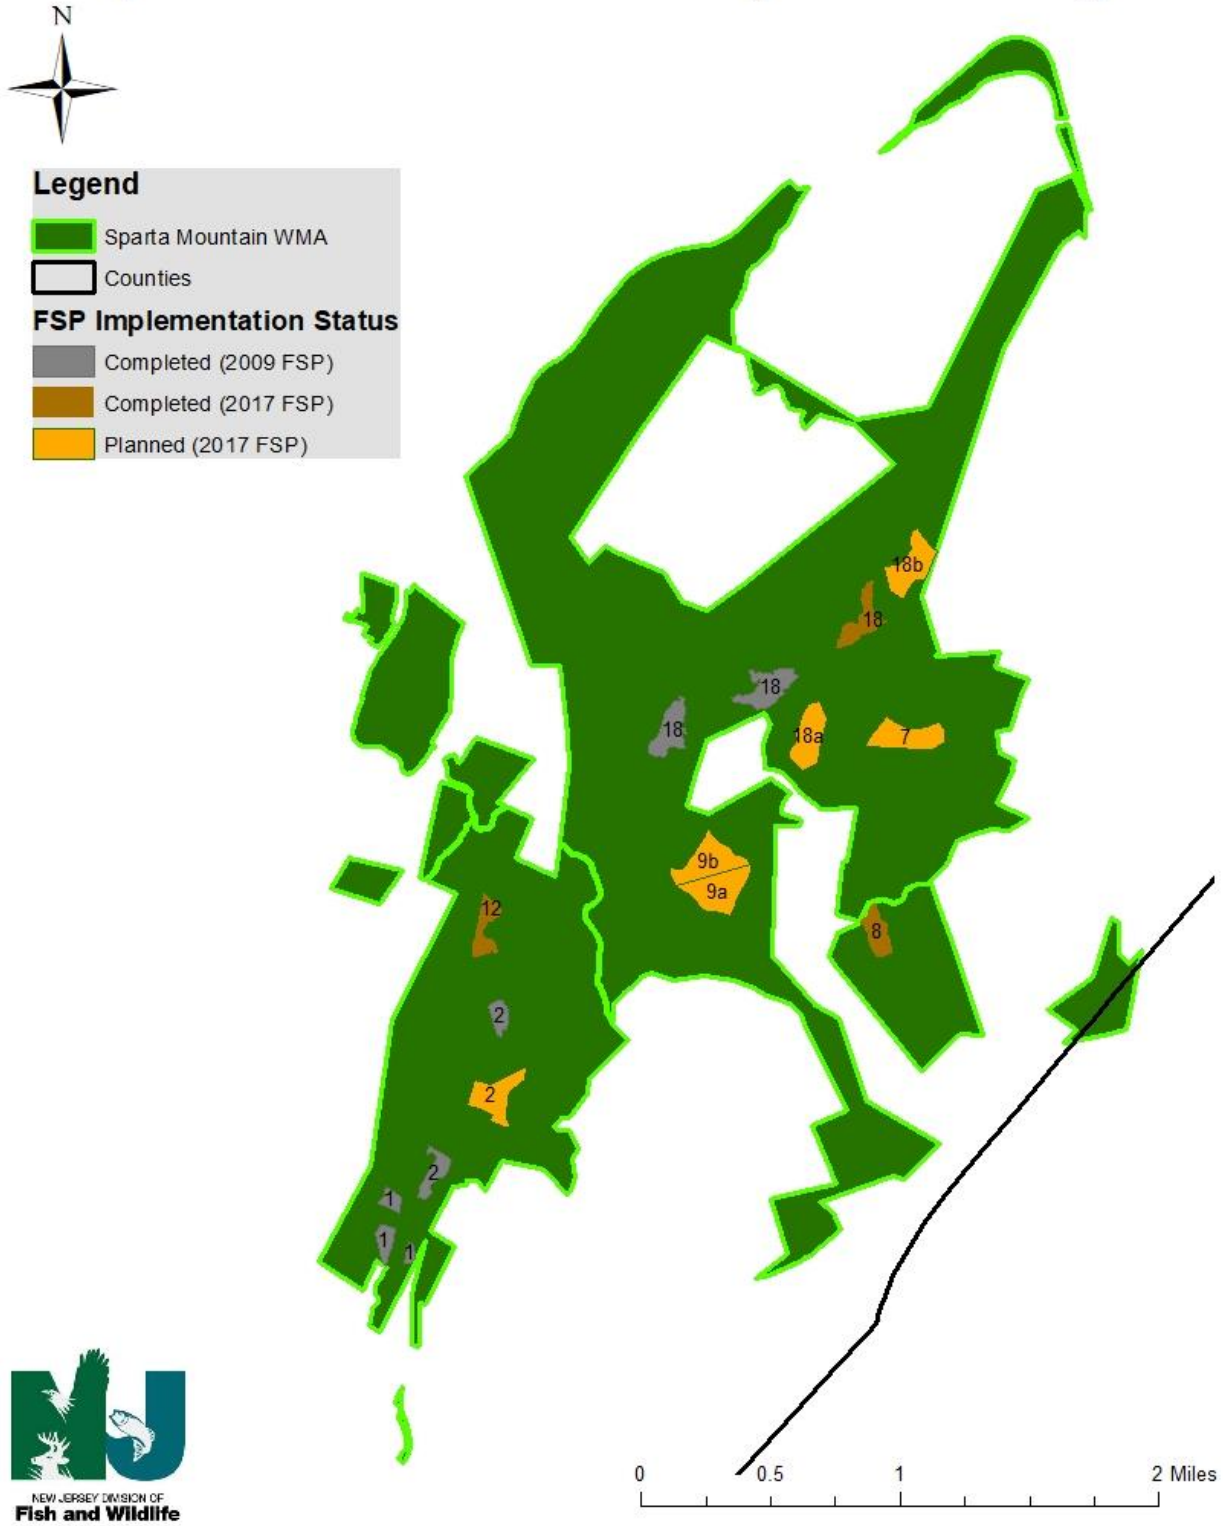 N
Legend
Sparta Mountain WMA
Counties
FSP Implementation Status
Completed (2009 FSP)
Completed (2017 FSP)
Planned (2017 FSP)
18b
18
18
18
18a
7
9b
9a
12
8
2
2
2
1
1
1
NJ
NEW JERSEY DIVISION OF
Fish and Wildlife
0 0.5 1 2 Miles